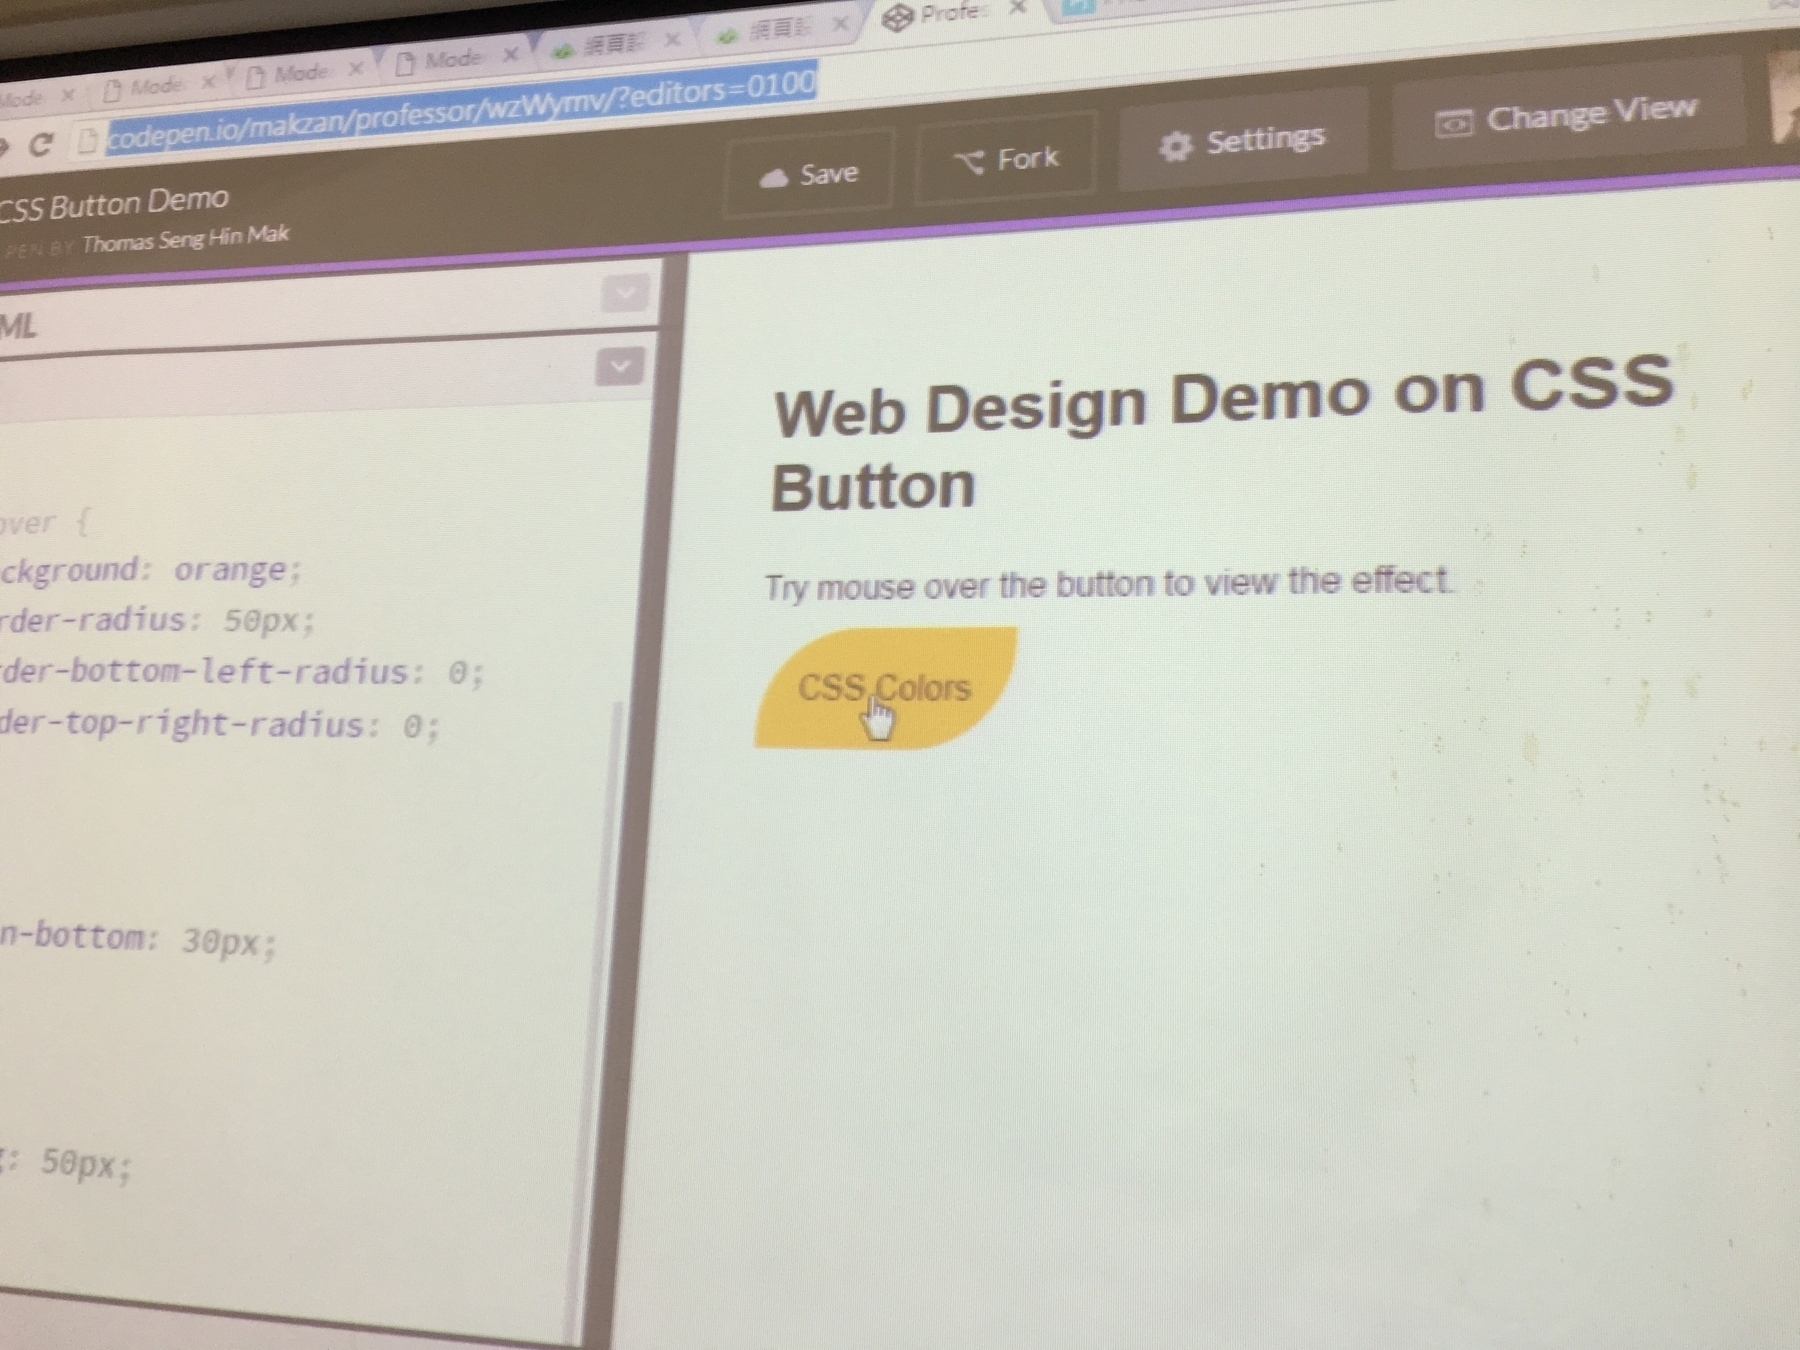 Mode
Mode
Mode
Mode
網頁
網頁
Profe
codepen.io/makzan/professor/wzWymv/?editors=0100
CSS Button Demo
PEN BY Thomas Seng Hin Mak
Save
Fork
Settings
Change View
ML
over {
ckground: orange;
rder-radius: 50px;
der-bottom-left-radius: 0;
der-top-right-radius: 0;
n-bottom: 30px;
: 50px;
Web Design Demo on CSS
Button
Try mouse over the button to view the effect.
CSS Colors